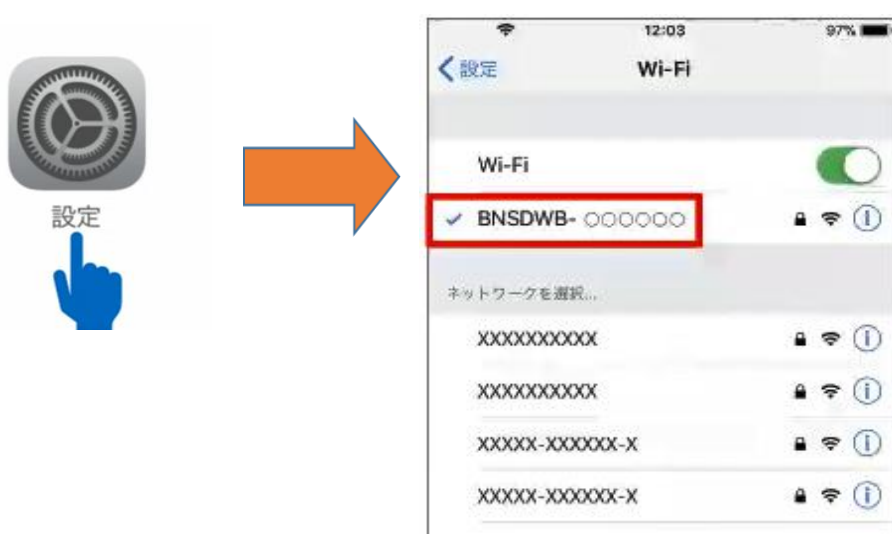 設定
12:03
97%
設定
Wi-Fi
Wi-Fi
BNSDWB- ○○○○○○
ネットワークを選択...
XXXXXXXXXX
XXXXXXXXXX
XXXXX-XXXXXX-X
XXXXX-XXXXXX-X